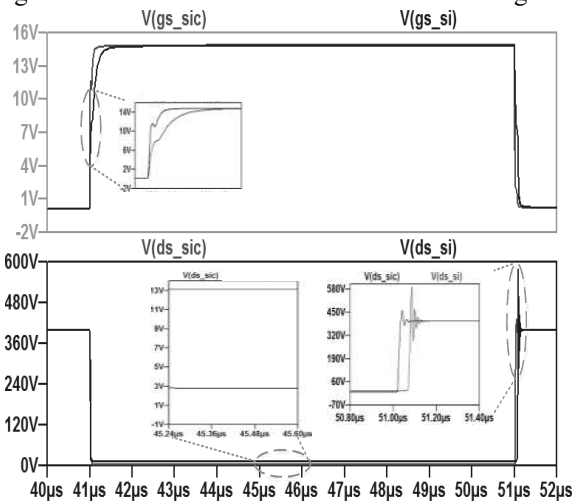 V(gs_sic) V(gs_si)
16V
13V
10V
7V
4V
1V
-2V
14V
10V
6V
2V
-2V
V(ds_sic) V(ds_si)
600V
480V
360V
240V
120V
0V
V(ds_sic)
13V
11V
9V
7V
5V
3V
1V
-1V
45.24µs 45.36µs 45.48µs 45.60µs
V(ds_sic) V(ds_si)
580V
450V
320V
190V
60V
-70V
50.80µs 51.00µs 51.20µs 51.40µs
40µs 41µs 42µs 43µs 44µs 45µs 46µs 47µs 48µs 49µs 50µs 51µs 52µs